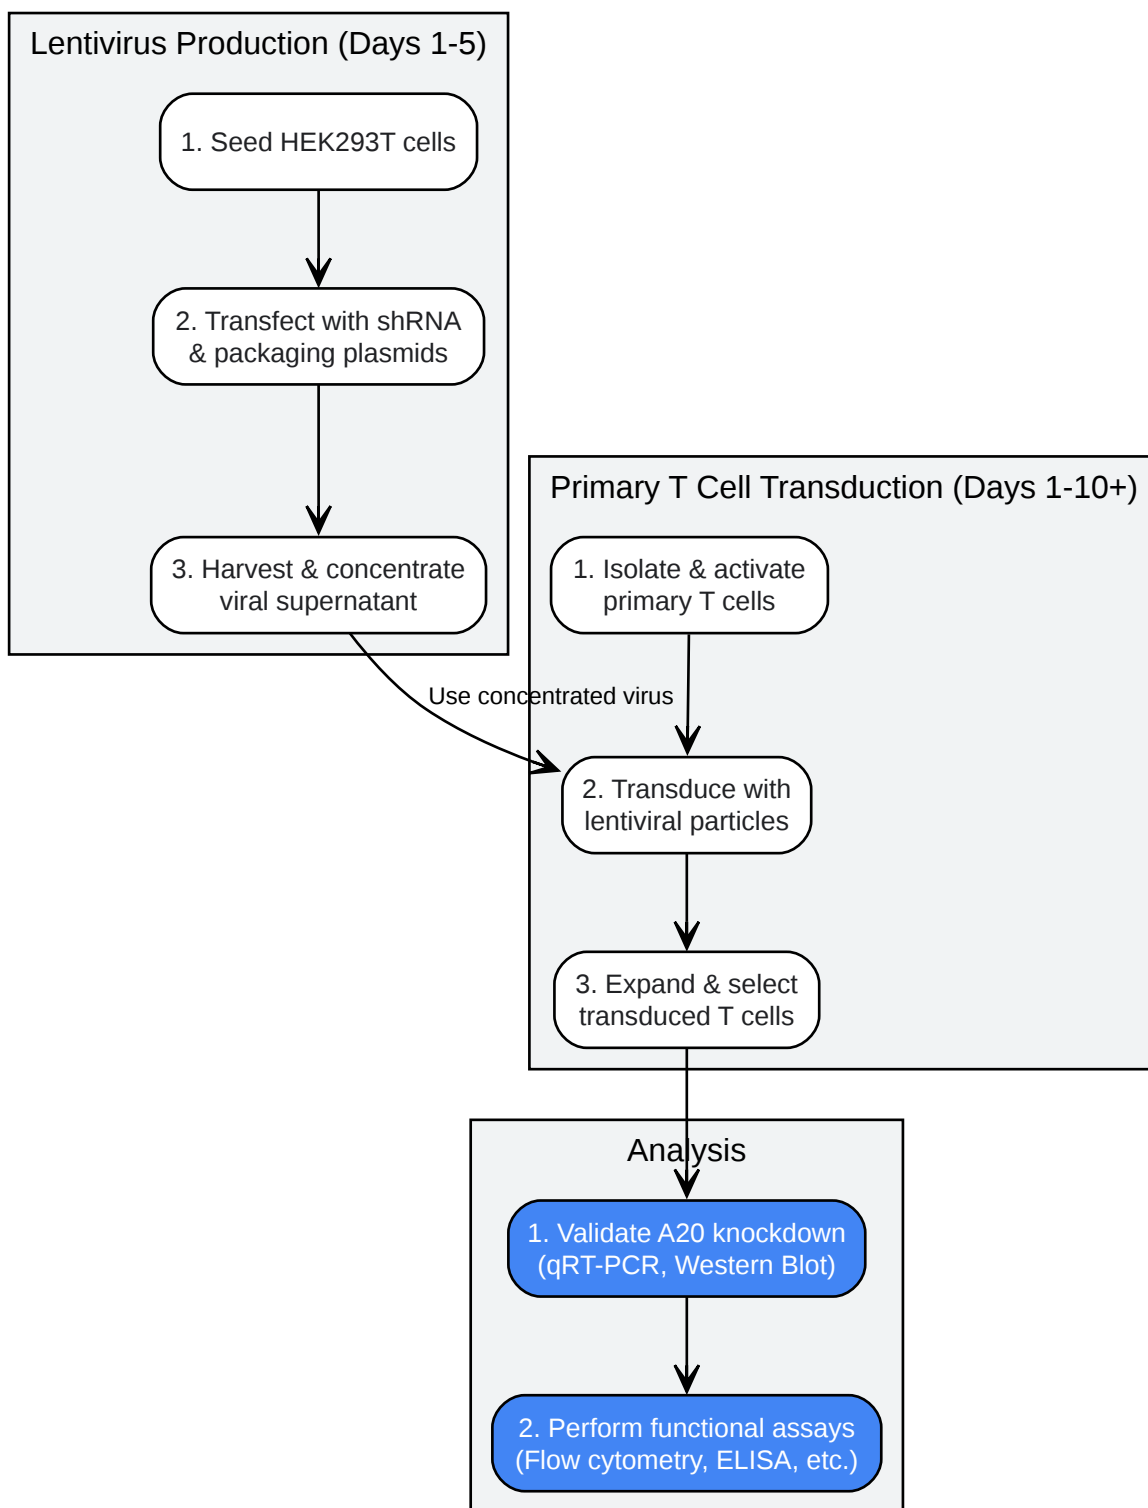 Lentivirus Production (Days 1-5)
1. Seed HEK293T cells
2. Transfect with shRNA
& packaging plasmids
3. Harvest & concentrate
viral supernatant
Use concentrated virus
Primary T Cell Transduction (Days 1-10+)
1. Isolate & activate
primary T cells
2. Transduce with
lentiviral particles
3. Expand & select
transduced T cells
Analysis
1. Validate A20 knockdown
(qRT-PCR, Western Blot)
2. Perform functional assays
(Flow cytometry, ELISA, etc.)